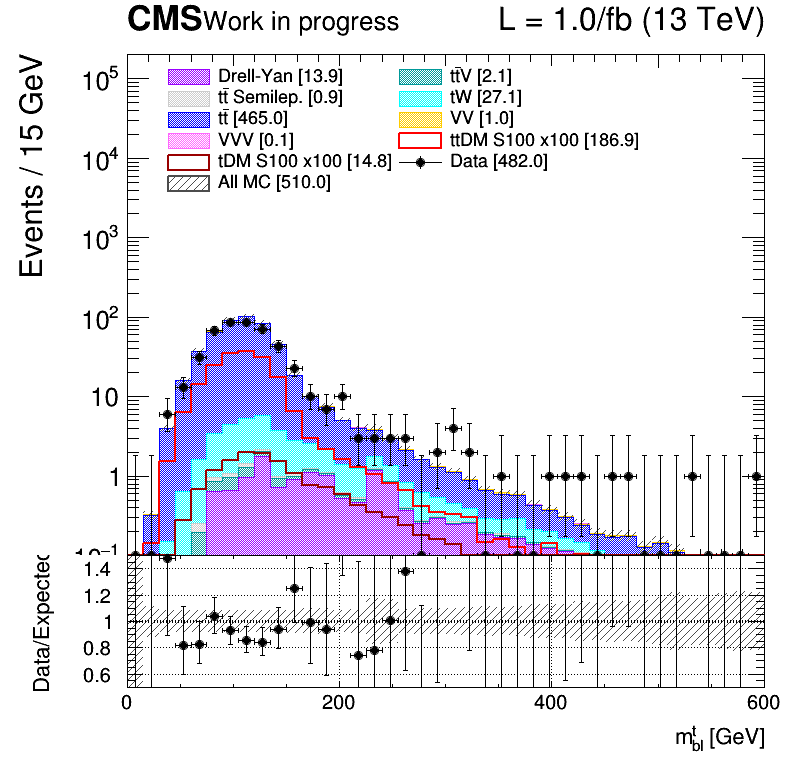 CMS Work in progress L = 1.0/fb (13 TeV)
Events / 15 GeV
10⁵
10⁴
10³
10²
10
1
10⁻¹
Drell-Yan [13.9] tt̄V [2.1]
tt̄ Semilep. [0.9] tW [27.1]
tt̄ [465.0] VV [1.0]
VVV [0.1] ttDM S100 x100 [186.9]
tDM S100 x100 [14.8] Data [482.0]
All MC [510.0]
Data/Expected
1.4
1.2
1
0.8
0.6
0 200 400 600
m^t_bl [GeV]